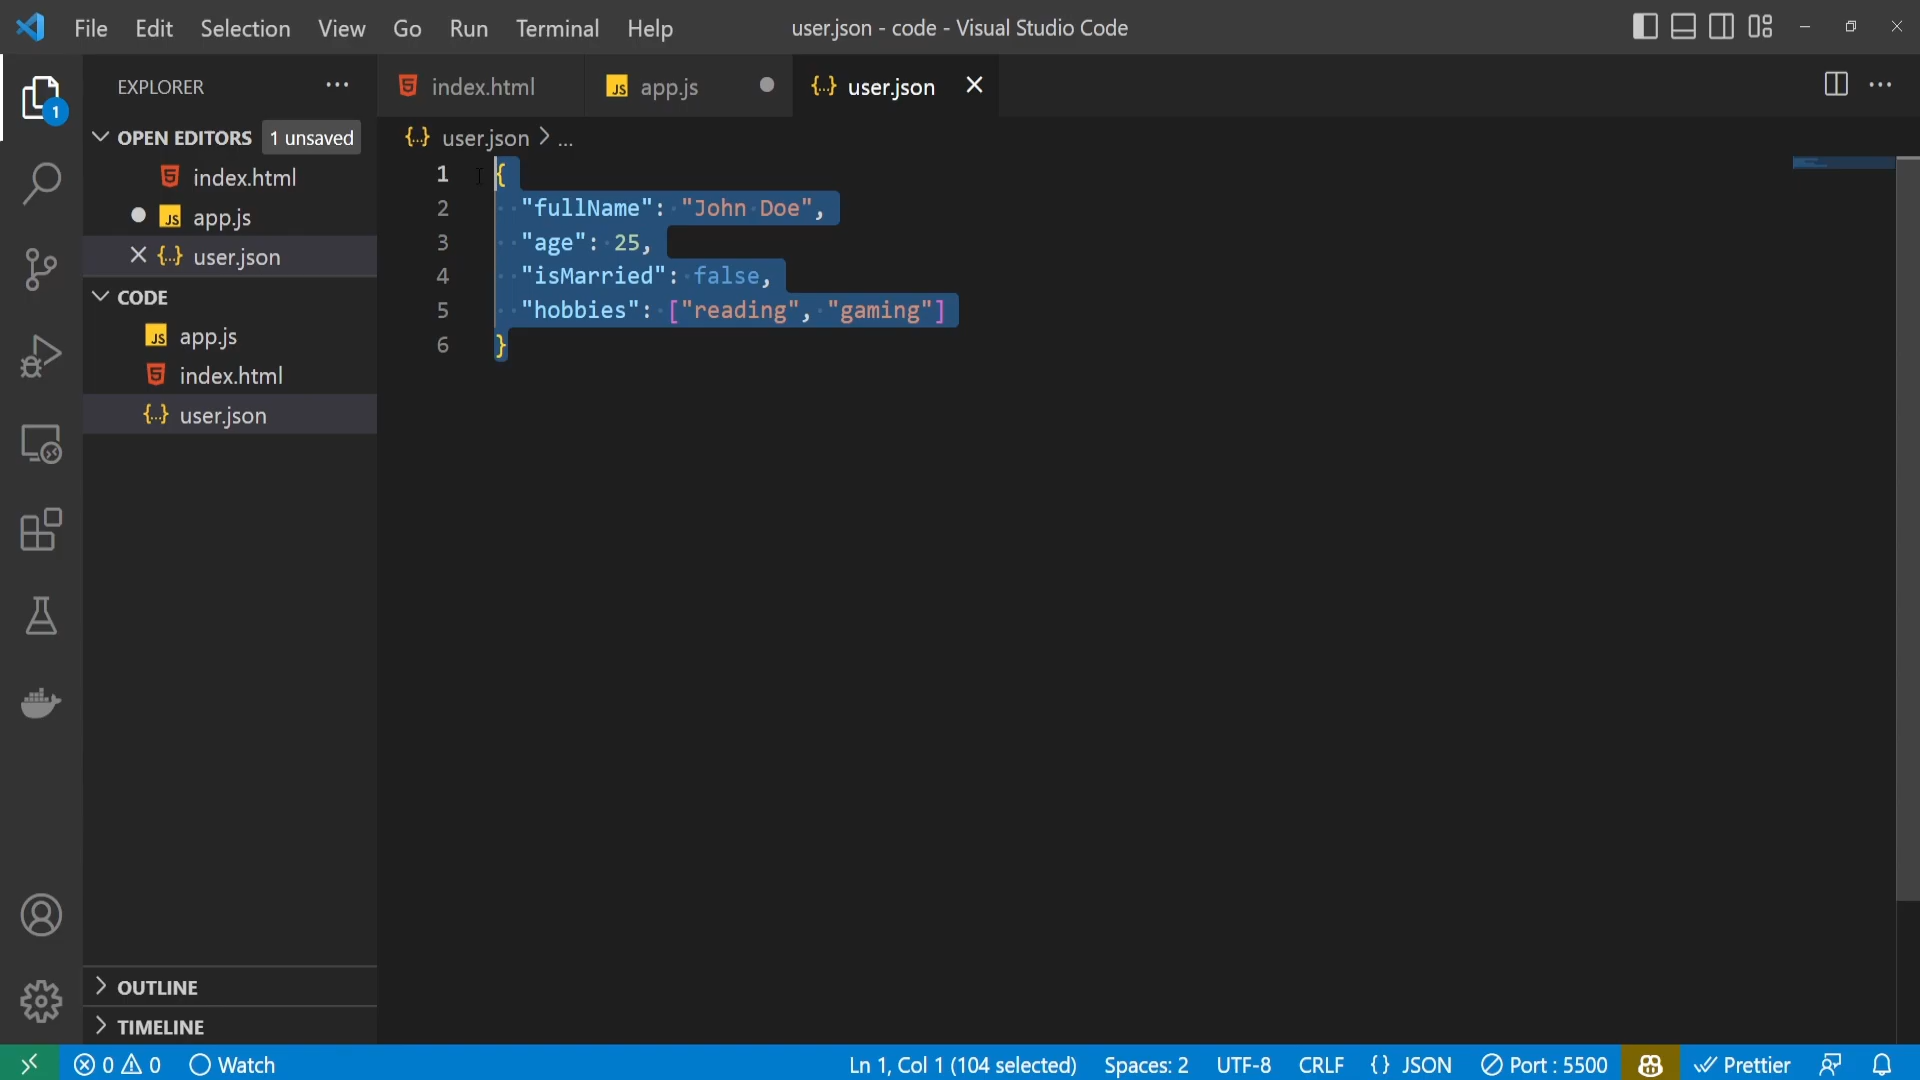 File Edit Selection View Go Run Terminal Help user.json - code - Visual Studio Code
EXPLORER
OPEN EDITORS 1 unsaved
index.html
JS app.js
{..} user.json
CODE
JS app.js
index.html
{..} user.json
OUTLINE
TIMELINE
1
index.html JS app.js {..} user.json
{..} user.json > ...
1 {
2 "fullName": "John Doe",
3 "age": 25,
4 "isMarried": false,
5 "hobbies": ["reading", "gaming"]
6 }
0 0 Watch Ln 1, Col 1 (104 selected) Spaces: 2 UTF-8 CRLF {} JSON Port : 5500 Prettier